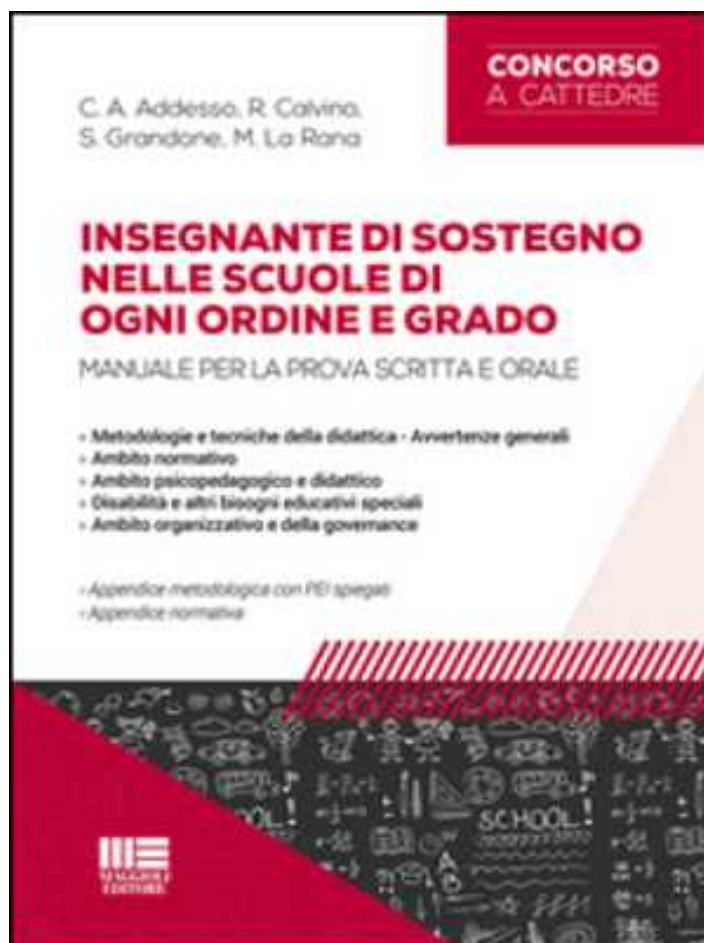 CONCORSO
A CATTEDRE
C. A. Addesso, R. Calvino,
S. Grandone, M. La Rana
INSEGNANTE DI SOSTEGNO
NELLE SCUOLE DI
OGNI ORDINE E GRADO
MANUALE PER LA PROVA SCRITTA E ORALE
› Metodologie e tecniche della didattica - Avvertenze generali
› Ambito normativo
› Ambito psicopedagogico e didattico
› Disabilità e altri bisogni educativi speciali
› Ambito organizzativo e della governance
› Appendice metodologica con PEI spiegati
› Appendice normativa
SCHOOL!
MAGGIOLI
EDITORE